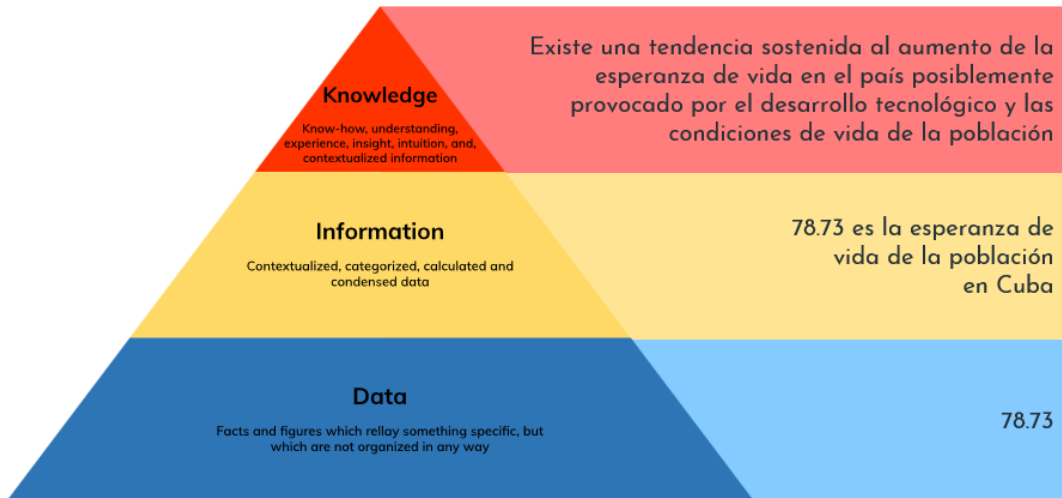 Knowledge
Know-how, understanding,
experience, insight, intuition, and,
contextualized information
Existe una tendencia sostenida al aumento de la
esperanza de vida en el país posiblemente
provocado por el desarrollo tecnológico y las
condiciones de vida de la población
Information
Contextualized, categorized, calculated and
condensed data
78.73 es la esperanza de
vida de la población
en Cuba
Data
Facts and figures which rellay something specific, but
which are not organized in any way
78.73